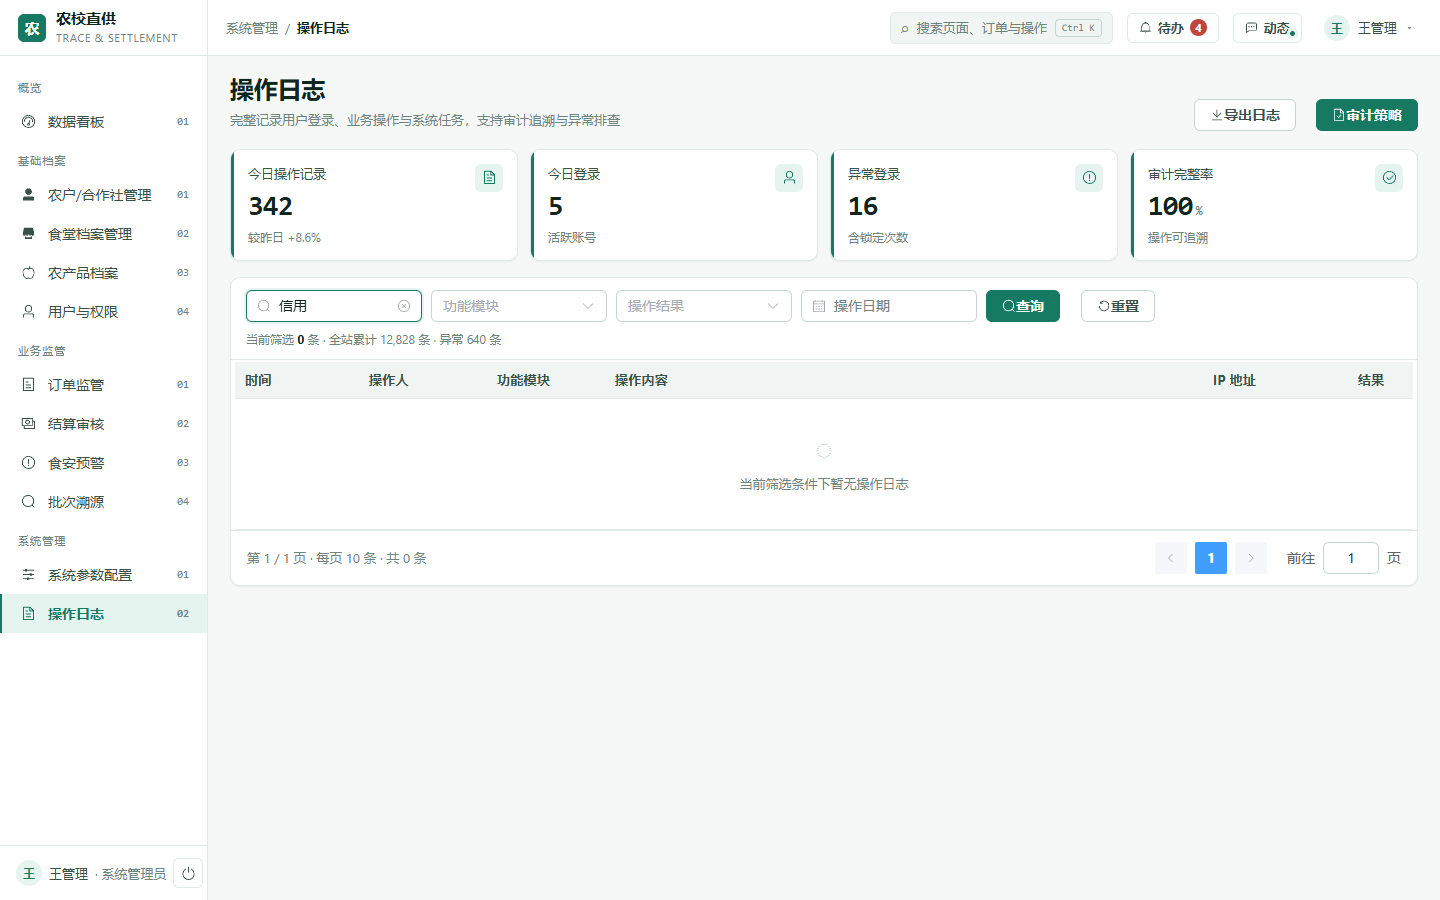 农校直供
TRACE & SETTLEMENT
系统管理 / 操作日志
搜索页面、订单与操作 Ctrl K
待办 4
动态
王 王管理
概览
数据看板 01
基础档案
农户/合作社管理 01
食堂档案管理 02
农产品档案 03
用户与权限 04
业务监管
订单监管 01
结算审核 02
食安预警 03
批次溯源 04
系统管理
系统参数配置 01
操作日志 02
王 王管理 · 系统管理员
操作日志
完整记录用户登录、业务操作与系统任务，支持审计追溯与异常排查
导出日志
审计策略
今日操作记录
342
较昨日 +8.6%
今日登录
5
活跃账号
异常登录
16
含锁定次数
审计完整率
100%
操作可追溯
信用 功能模块 操作结果 操作日期 查询 重置
当前筛选 0 条 · 全站累计 12,828 条 · 异常 640 条
时间 操作人 功能模块 操作内容 IP 地址 结果
当前筛选条件下暂无操作日志
第 1 / 1 页 · 每页 10 条 · 共 0 条
1 前往 1 页